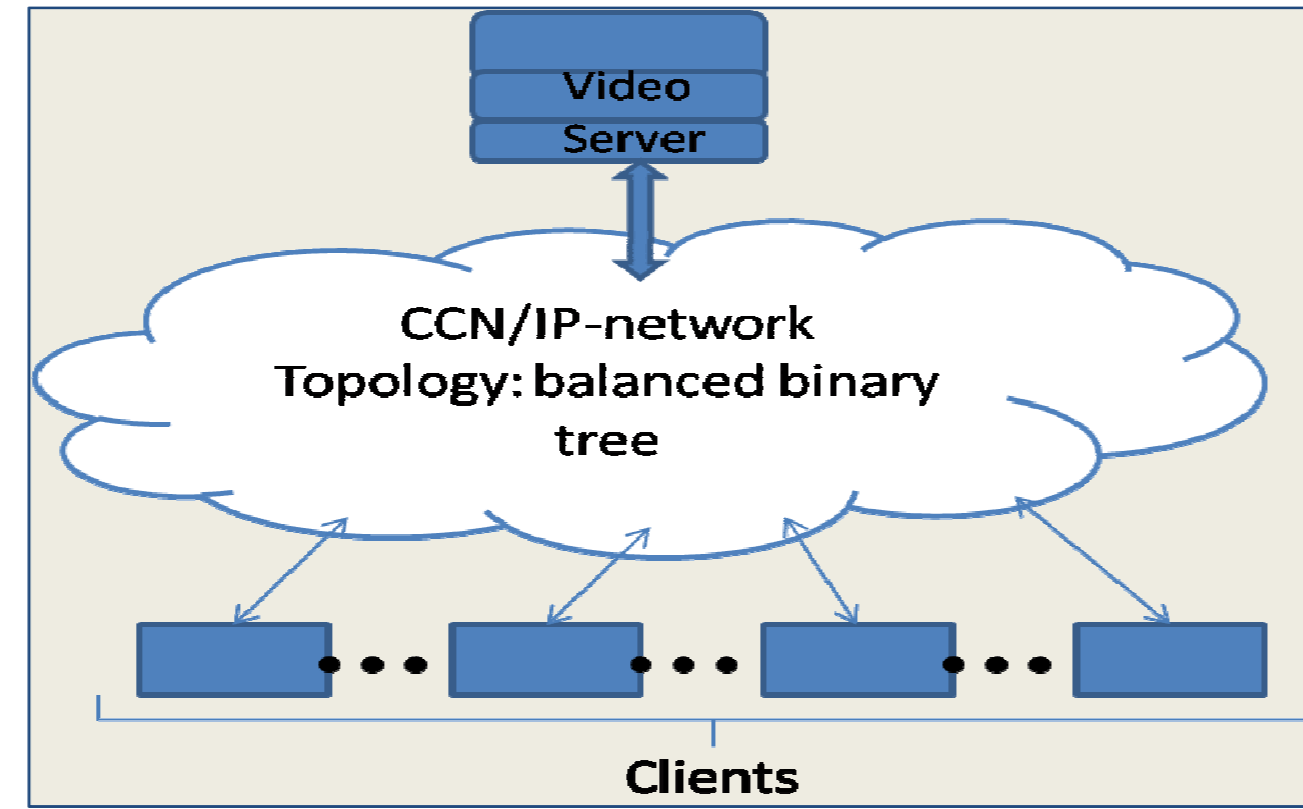 Video
Server
CCN/IP-network
Topology: balanced binary
tree
Clients